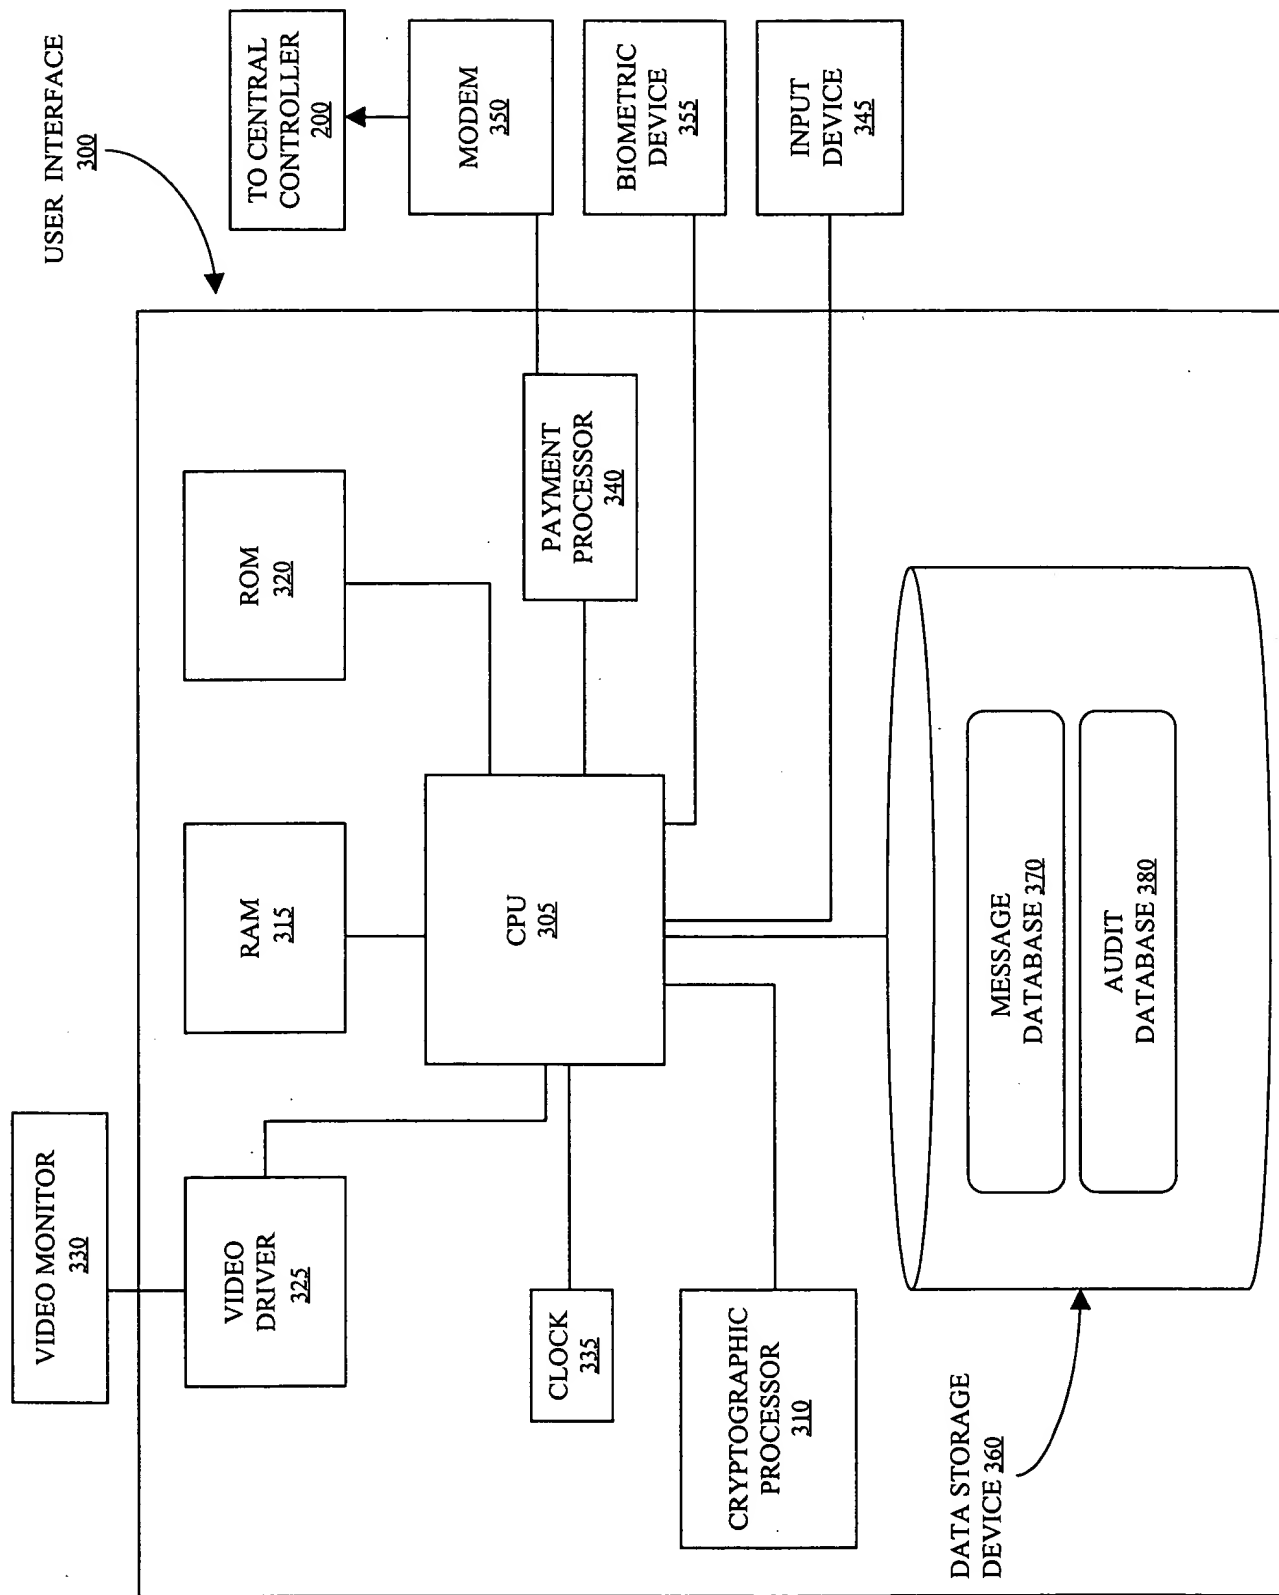 USER INTERFACE
300
VIDEO MONITOR
330
TO CENTRAL
CONTROLLER
200
VIDEO
DRIVER
325
RAM
315
ROM
320
MODEM
350
CLOCK
335
CPU
305
PAYMENT
PROCESSOR
340
BIOMETRIC
DEVICE
355
CRYPTOGRAPHIC
PROCESSOR
310
INPUT
DEVICE
345
DATA STORAGE
DEVICE 360
MESSAGE
DATABASE 370
AUDIT
DATABASE 380